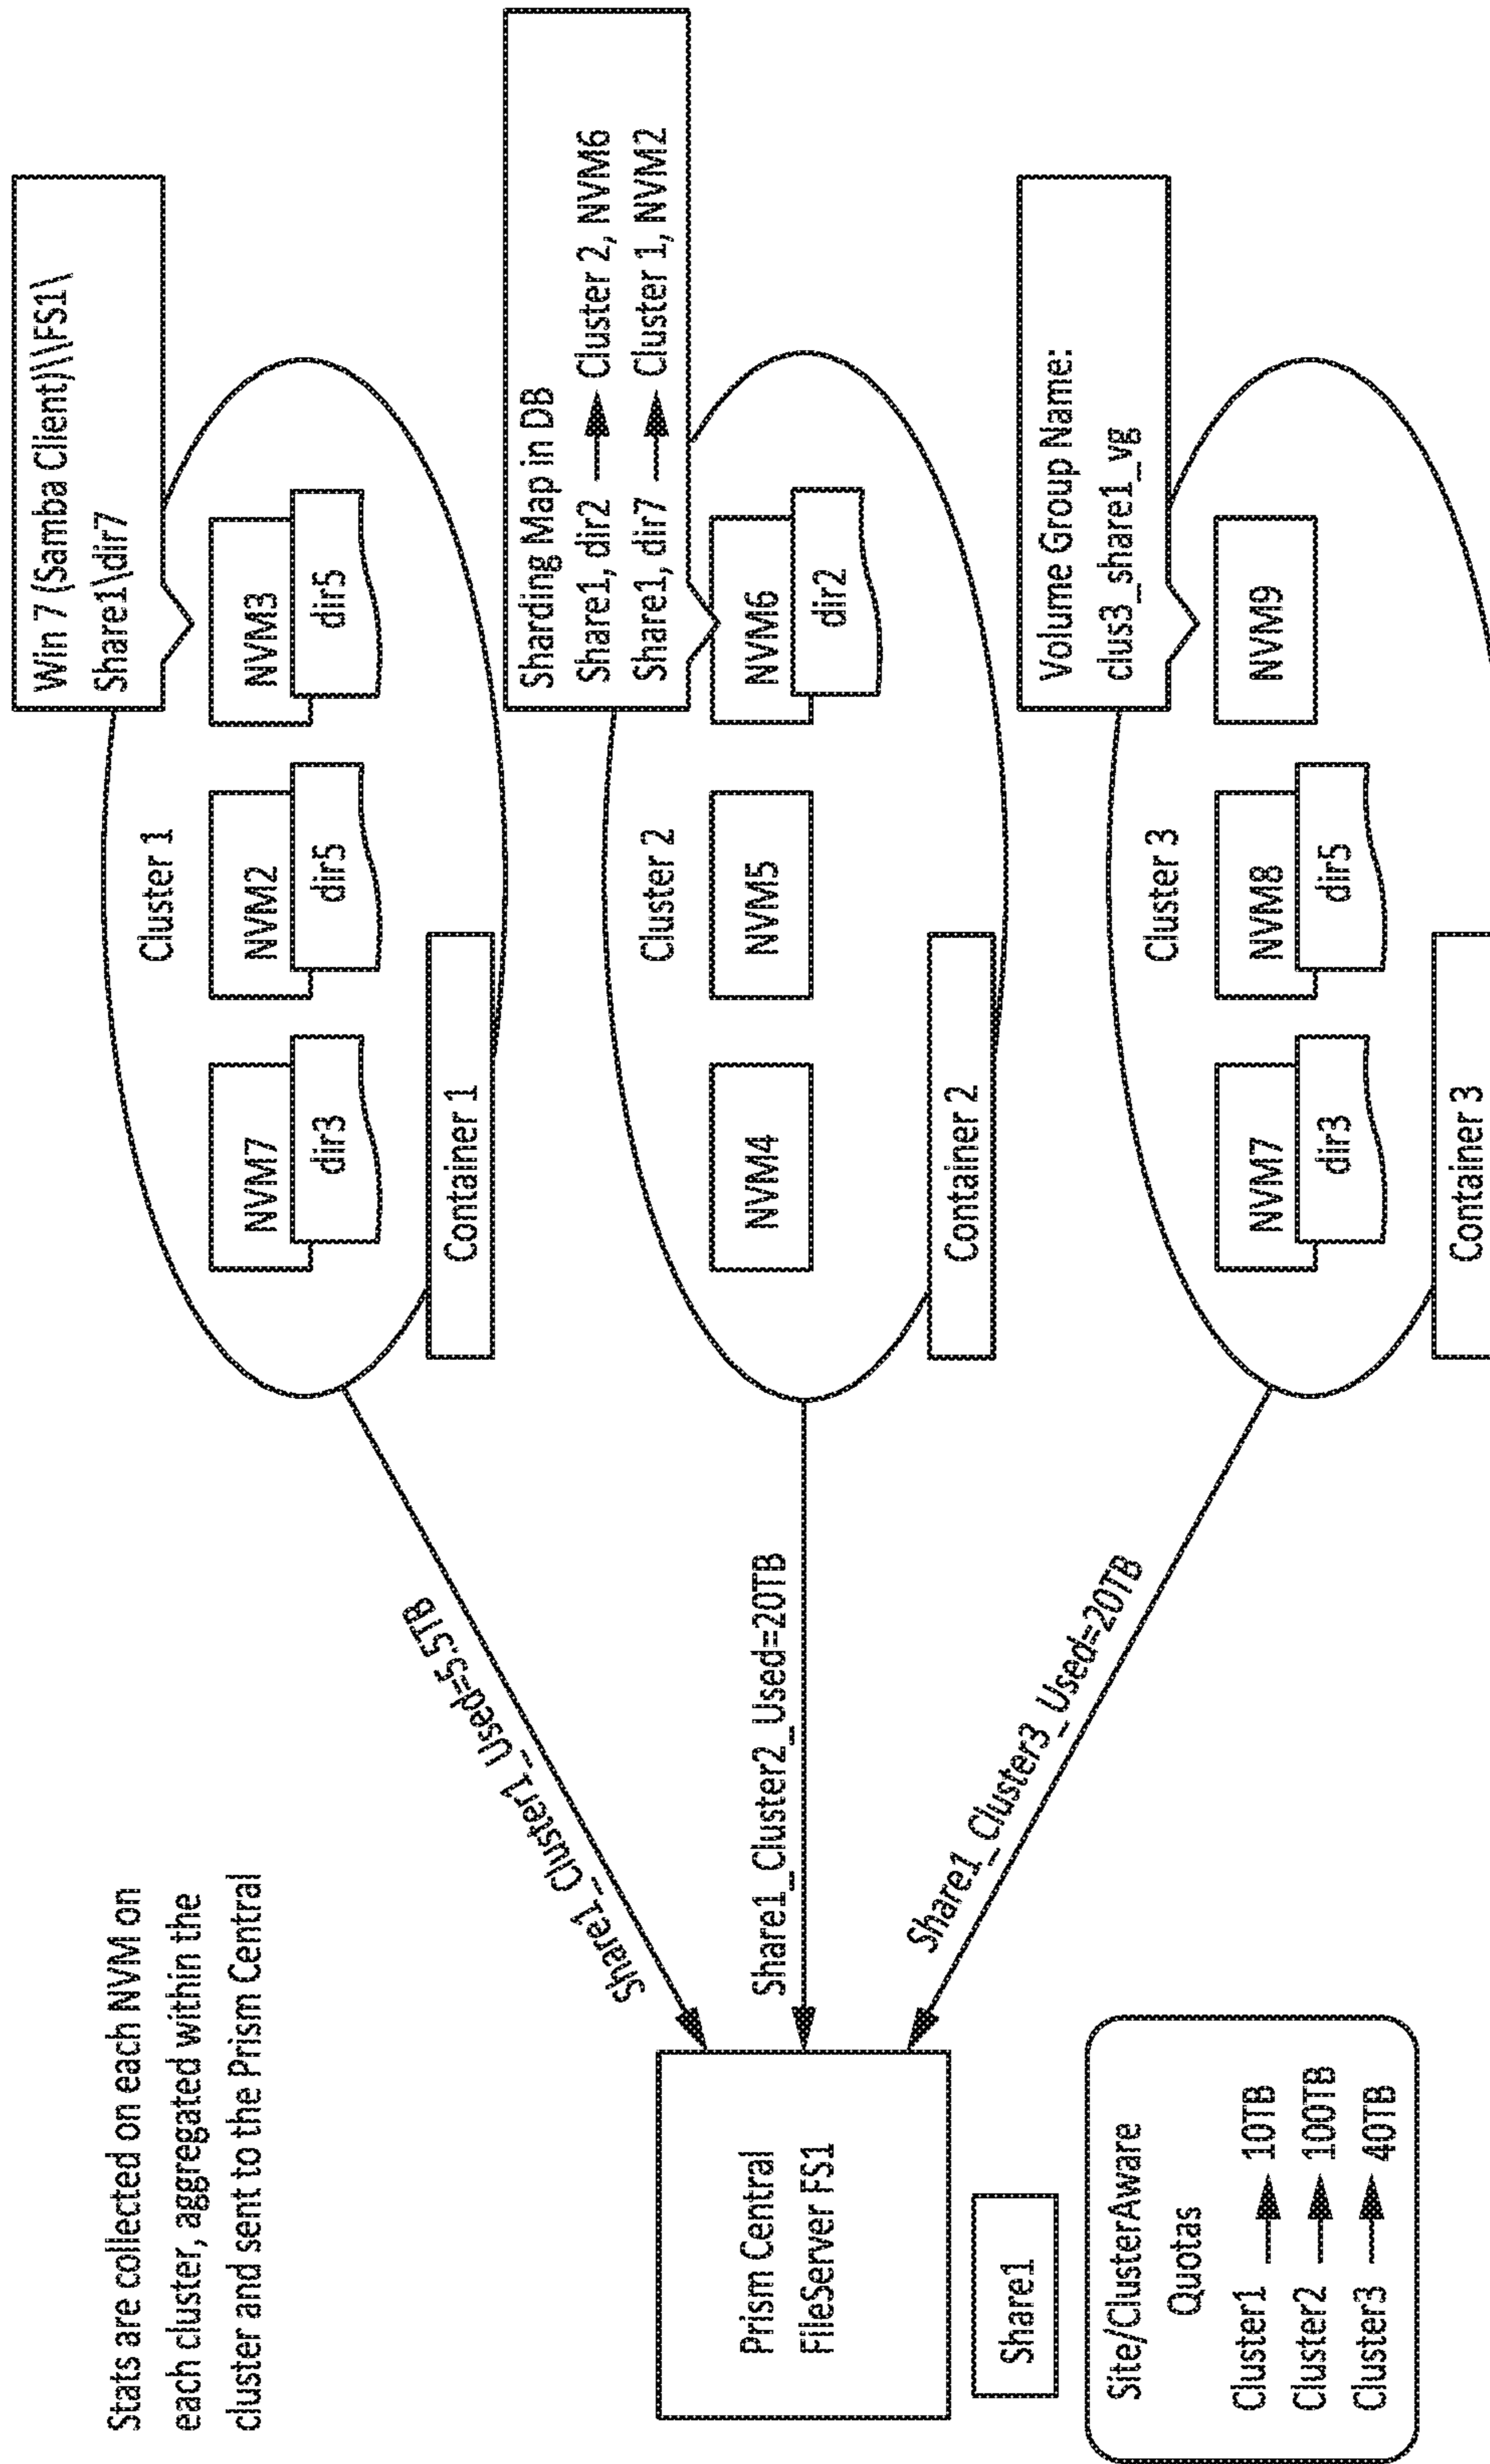 Stats are collected on each NVM on
each cluster, aggregated within the
cluster and sent to the Prism Central
Prism Central
FileServer FS1
Share1
Site/ClusterAware
Quotas
Cluster1 → 10TB
Cluster2 → 100TB
Cluster3 → 40TB
Share1_Cluster1_Used=5.5TB
Share1_Cluster2_Used=20TB
Share1_Cluster3_Used=20TB
Win 7 (Samba Client)\\FS1\
Share1\dir7
Cluster 1
NVM7
NVM2
NVM3
dir3
dir5
dir5
Container 1
Sharding Map in DB
Share1, dir2 → Cluster 2, NVM6
Share1, dir7 → Cluster 1, NVM2
Cluster 2
NVM4
NVM5
NVM6
dir2
Container 2
Volume Group Name:
clus3_share1_vg
Cluster 3
NVM7
NVM8
NVM9
dir3
dir5
Container 3